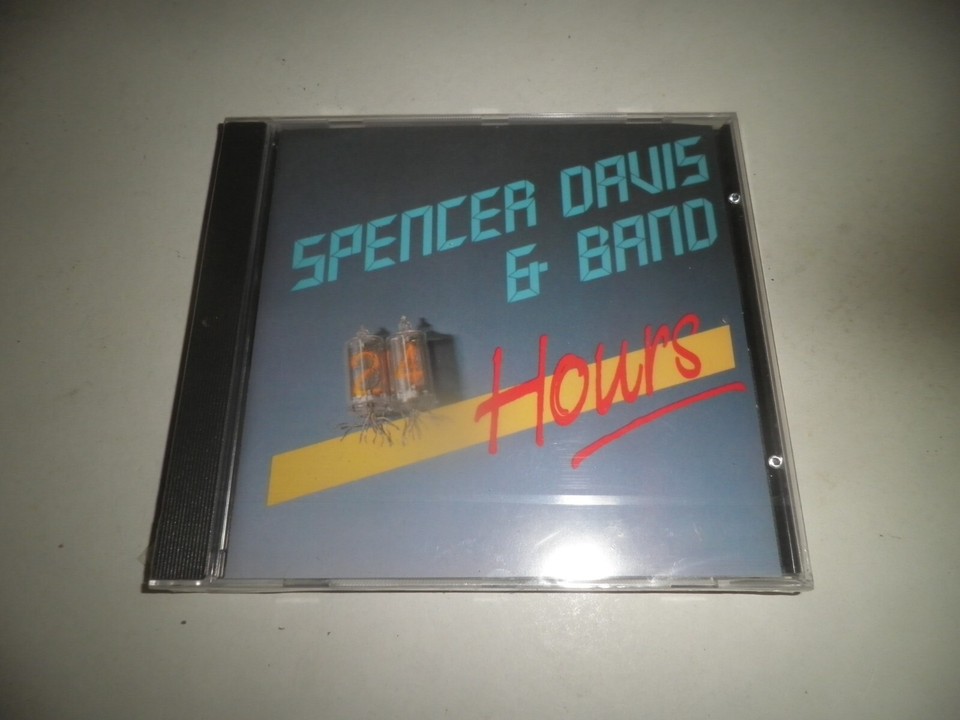 SPENCER DAVIS
& BAND
24 Hours